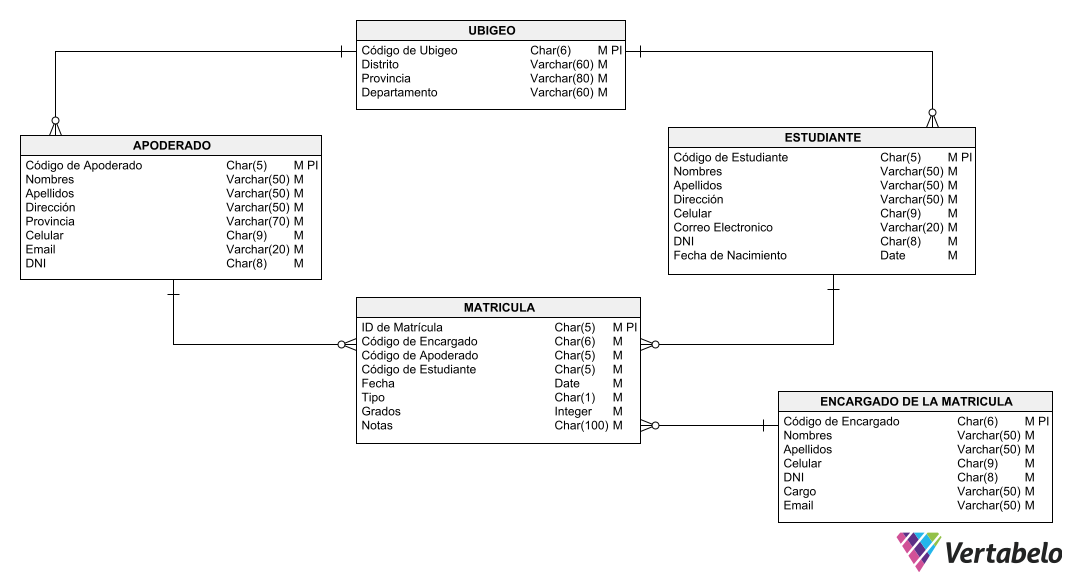 UBIGEO
Código de Ubigeo Char(6) M PI
Distrito Varchar(60) M
Provincia Varchar(80) M
Departamento Varchar(60) M
APODERADO
Código de Apoderado Char(5) M PI
Nombres Varchar(50) M
Apellidos Varchar(50) M
Dirección Varchar(50) M
Provincia Varchar(70) M
Celular Char(9) M
Email Varchar(20) M
DNI Char(8) M
ESTUDIANTE
Código de Estudiante Char(5) M PI
Nombres Varchar(50) M
Apellidos Varchar(50) M
Dirección Varchar(50) M
Celular Char(9) M
Correo Electronico Varchar(20) M
DNI Char(8) M
Fecha de Nacimiento Date M
MATRICULA
ID de Matrícula Char(5) M PI
Código de Encargado Char(6) M
Código de Apoderado Char(5) M
Código de Estudiante Char(5) M
Fecha Date M
Tipo Char(1) M
Grados Integer M
Notas Char(100) M
ENCARGADO DE LA MATRICULA
Código de Encargado Char(6) M PI
Nombres Varchar(50) M
Apellidos Varchar(50) M
Celular Char(9) M
DNI Char(8) M
Cargo Varchar(50) M
Email Varchar(50) M
Vertabelo